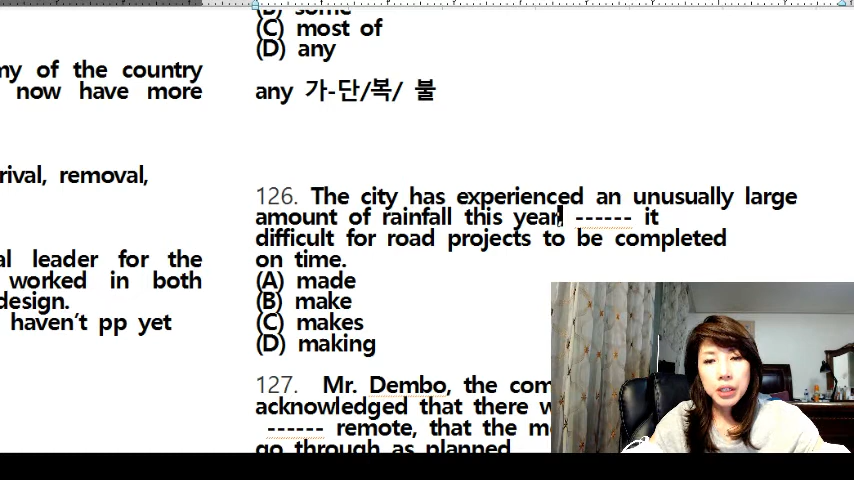 my of the country
now have more
rival, removal,
al leader for the
worked in both
design.
haven't pp yet
(B) some
(C) most of
(D) any
any 가-단/복/ 불
126. The city has experienced an unusually large
amount of rainfall this year ------ it
difficult for road projects to be completed
on time.
(A) made
(B) make
(C) makes
(D) making
127. Mr. Dembo, the com
acknowledged that there w
------ remote, that the m
go through as planned